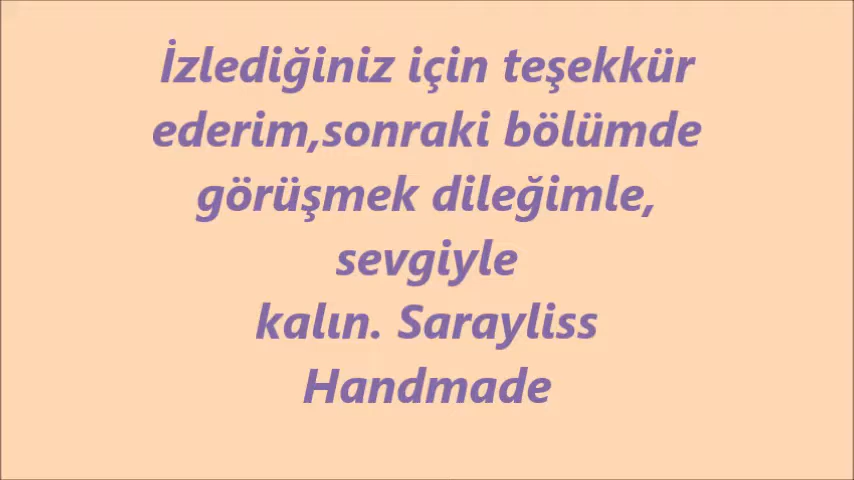 İzlediğiniz için teşekkür
ederim,sonraki bölümde
görüşmek dileğimle,
sevgiyle
kalın. Sarayliss
Handmade